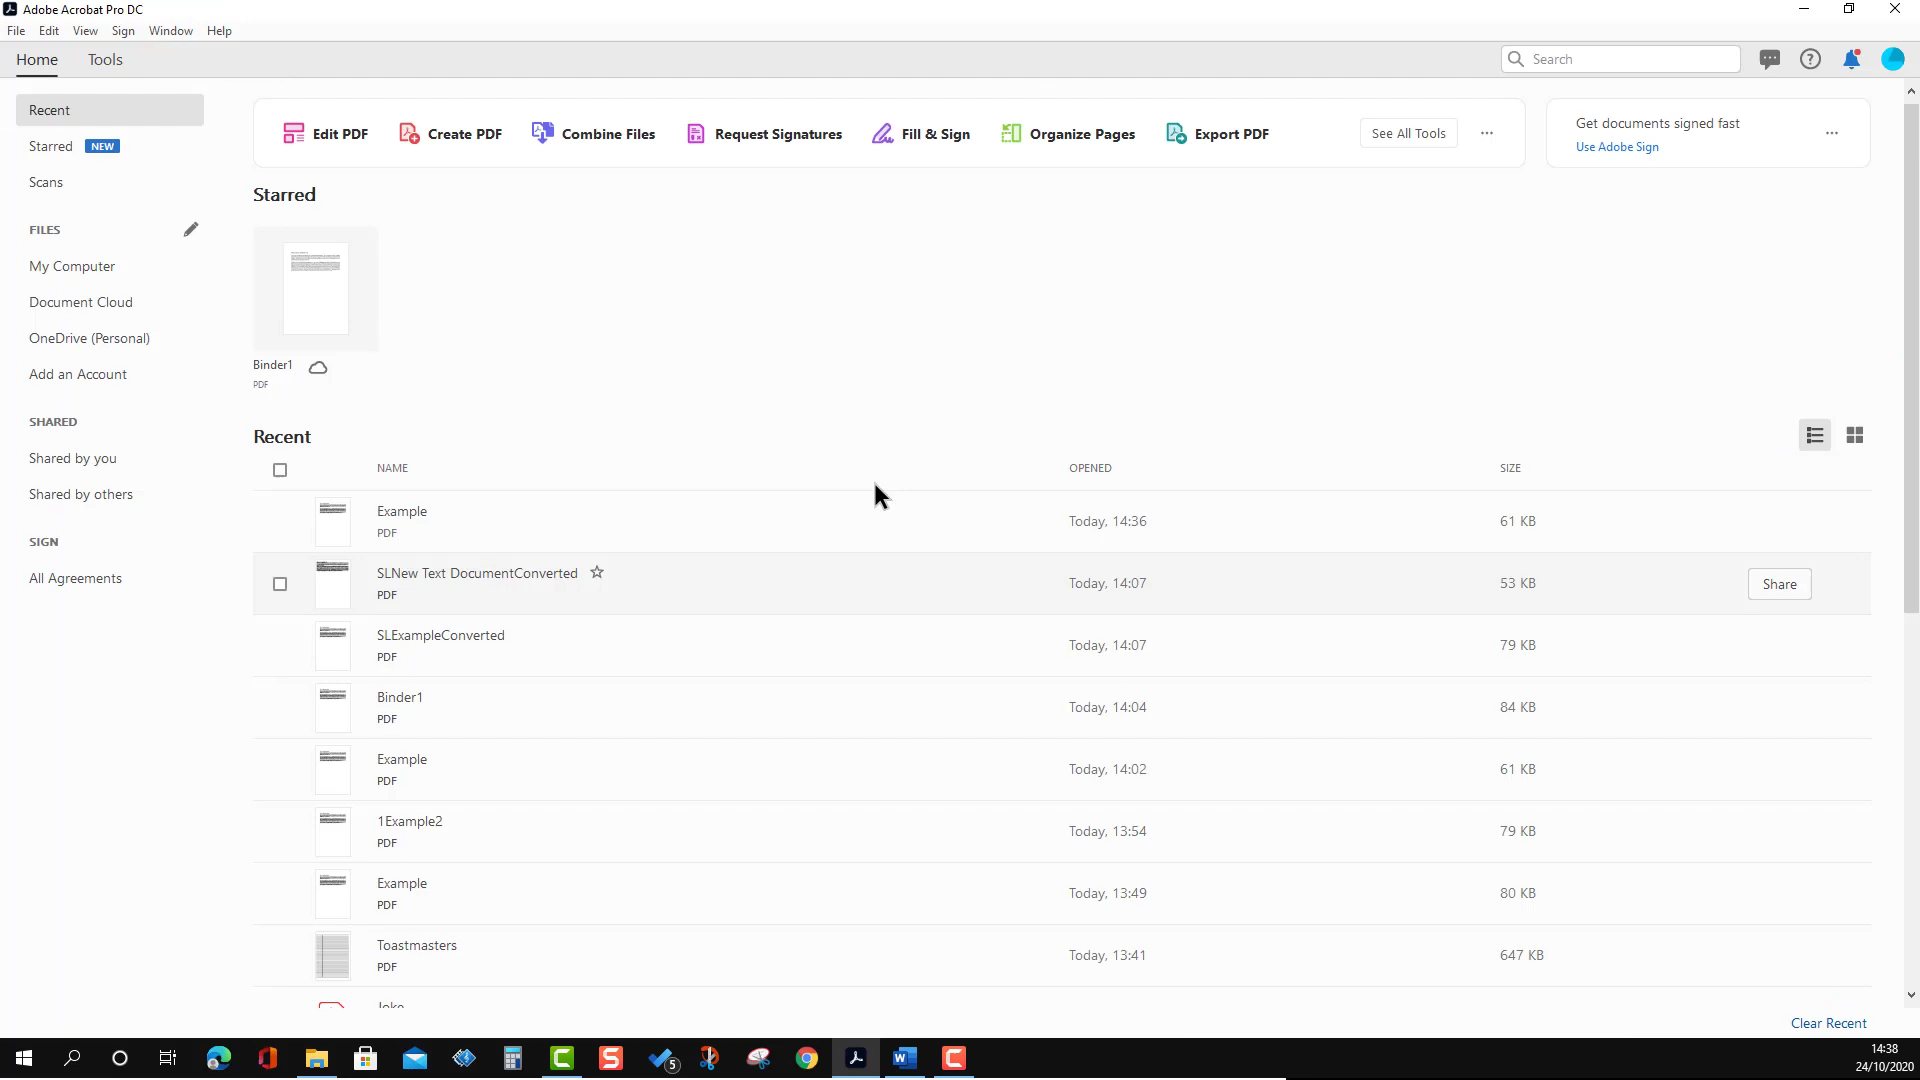 Adobe Acrobat Pro DC
File Edit View Sign Window Help
Home Tools
Search
Recent
Starred NEW
Scans
FILES
My Computer
Document Cloud
OneDrive (Personal)
Add an Account
SHARED
Shared by you
Shared by others
SIGN
All Agreements
Edit PDF Create PDF Combine Files Request Signatures Fill & Sign Organize Pages Export PDF See All Tools
Get documents signed fast
Use Adobe Sign
Starred
Binder1
PDF
Recent
NAME OPENED SIZE
Example Today, 14:36 61 KB
PDF
SLNew Text DocumentConverted Today, 14:07 53 KB Share
PDF
SLExampleConverted Today, 14:07 79 KB
PDF
Binder1 Today, 14:04 84 KB
PDF
Example Today, 14:02 61 KB
PDF
1Example2 Today, 13:54 79 KB
PDF
Example Today, 13:49 80 KB
PDF
Toastmasters Today, 13:41 647 KB
PDF
Joke
Clear Recent
5
14:38
24/10/2020